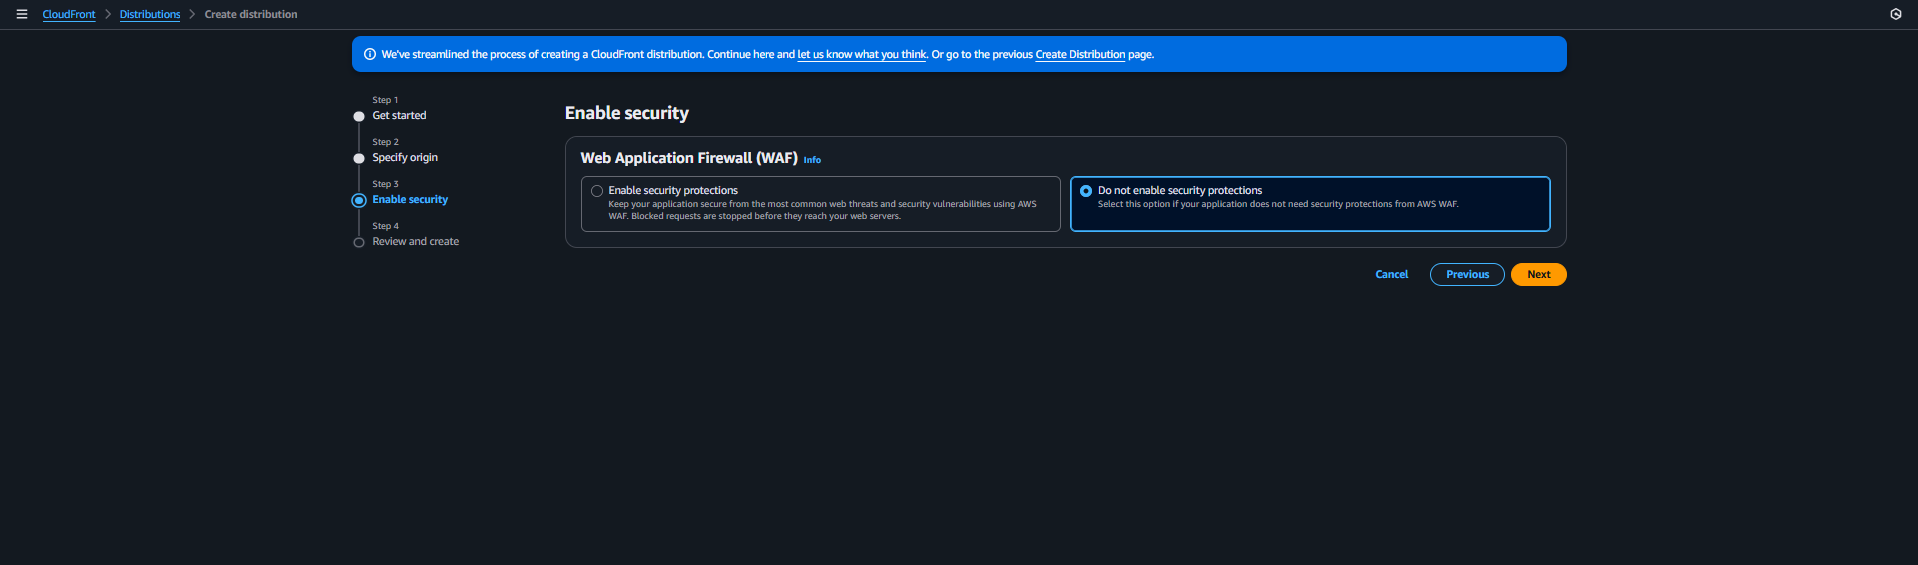 CloudFront > Distributions > Create distribution
We've streamlined the process of creating a CloudFront distribution. Continue here and let us know what you think. Or go to the previous Create Distribution page.
Step 1
Get started
Step 2
Specify origin
Step 3
Enable security
Step 4
Review and create
Enable security
Web Application Firewall (WAF) Info
Enable security protections
Keep your application secure from the most common web threats and security vulnerabilities using AWS
WAF. Blocked requests are stopped before they reach your web servers.
Do not enable security protections
Select this option if your application does not need security protections from AWS WAF.
Cancel Previous Next